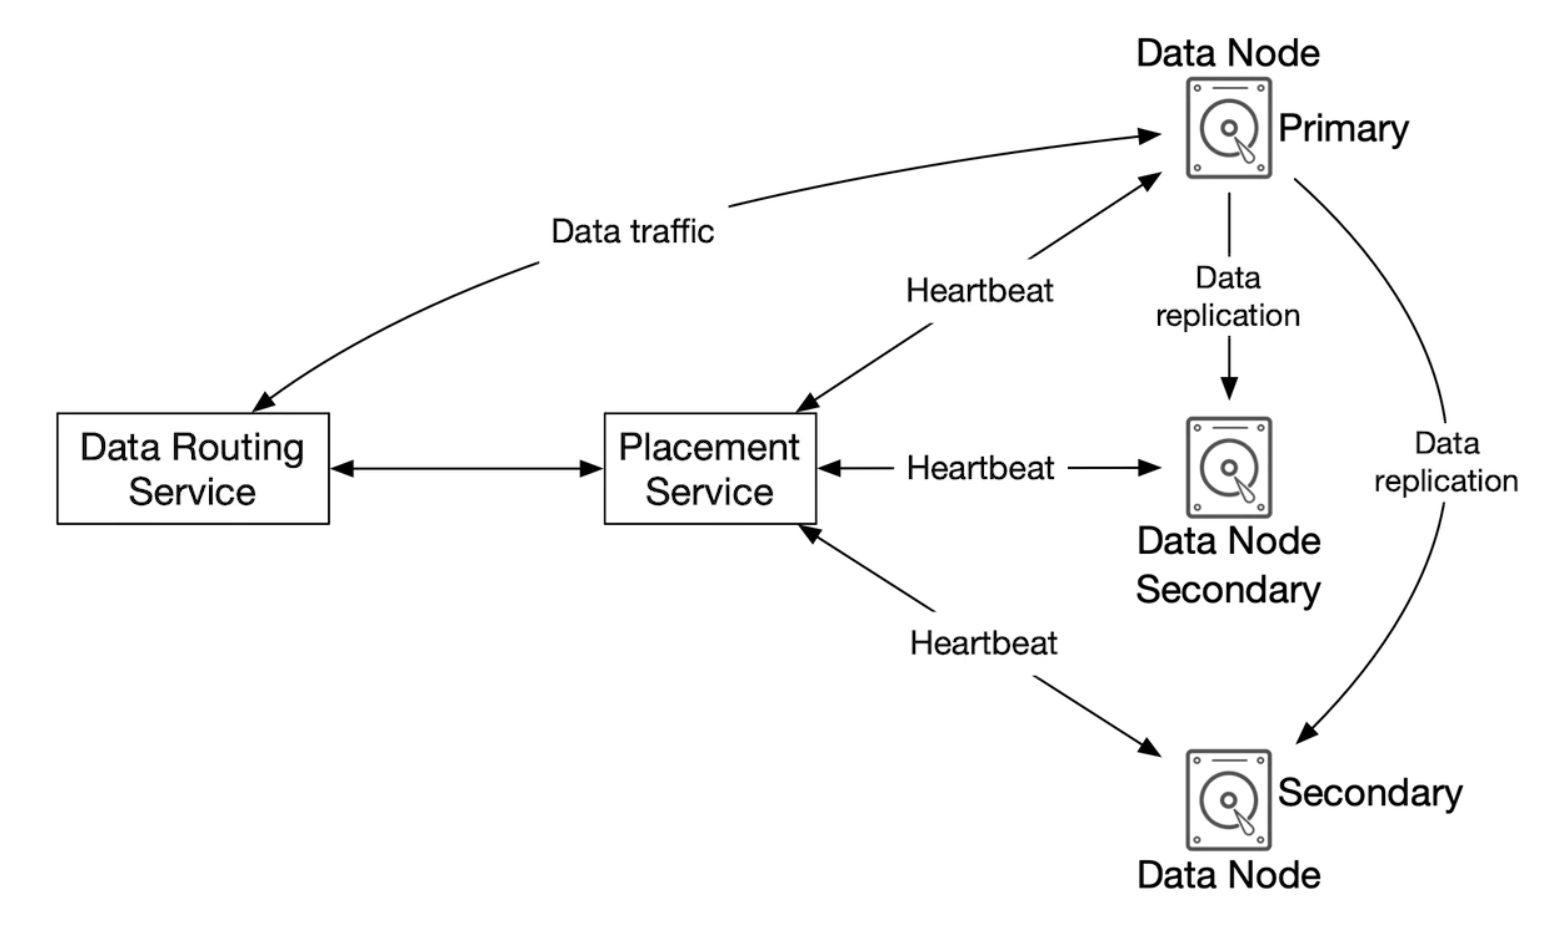 Data Node
Primary
Data traffic
Heartbeat
Data
replication
Data Routing
Service
Placement
Service
Heartbeat
Data
replication
Data Node
Secondary
Heartbeat
Secondary
Data Node